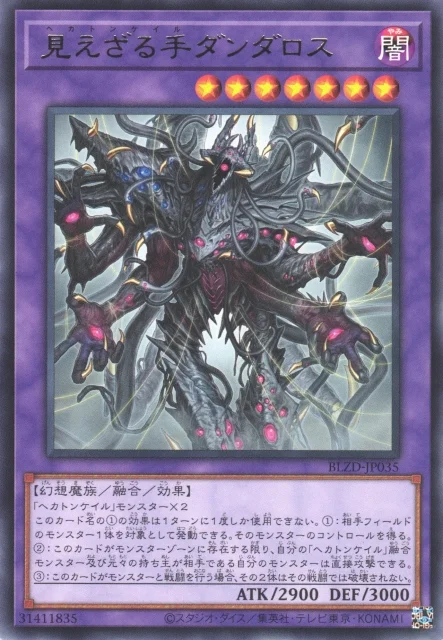 ヘカトンケイル
見えざる手ダンダロス
やみ
闇
BLZD-JP035
【幻想魔族／融合／効果】
「ヘカトンケイル」モンスター×2
このカード名の①の効果は1ターンに1度しか使用できない。①：相手フィールド
のモンスター1体を対象として発動できる。そのモンスターのコントロールを得る。
②：このカードがモンスターゾーンに存在する限り、自分の「ヘカトンケイル」融合
モンスター及び元々の持ち主が相手である自分のモンスターは直接攻撃できる。
③：このカードがモンスターと戦闘を行う場合、その2体はその戦闘では破壊されない。
ATK/2900 DEF/3000
31411835
©スタジオ・ダイス／集英社・テレビ東京・KONAMI